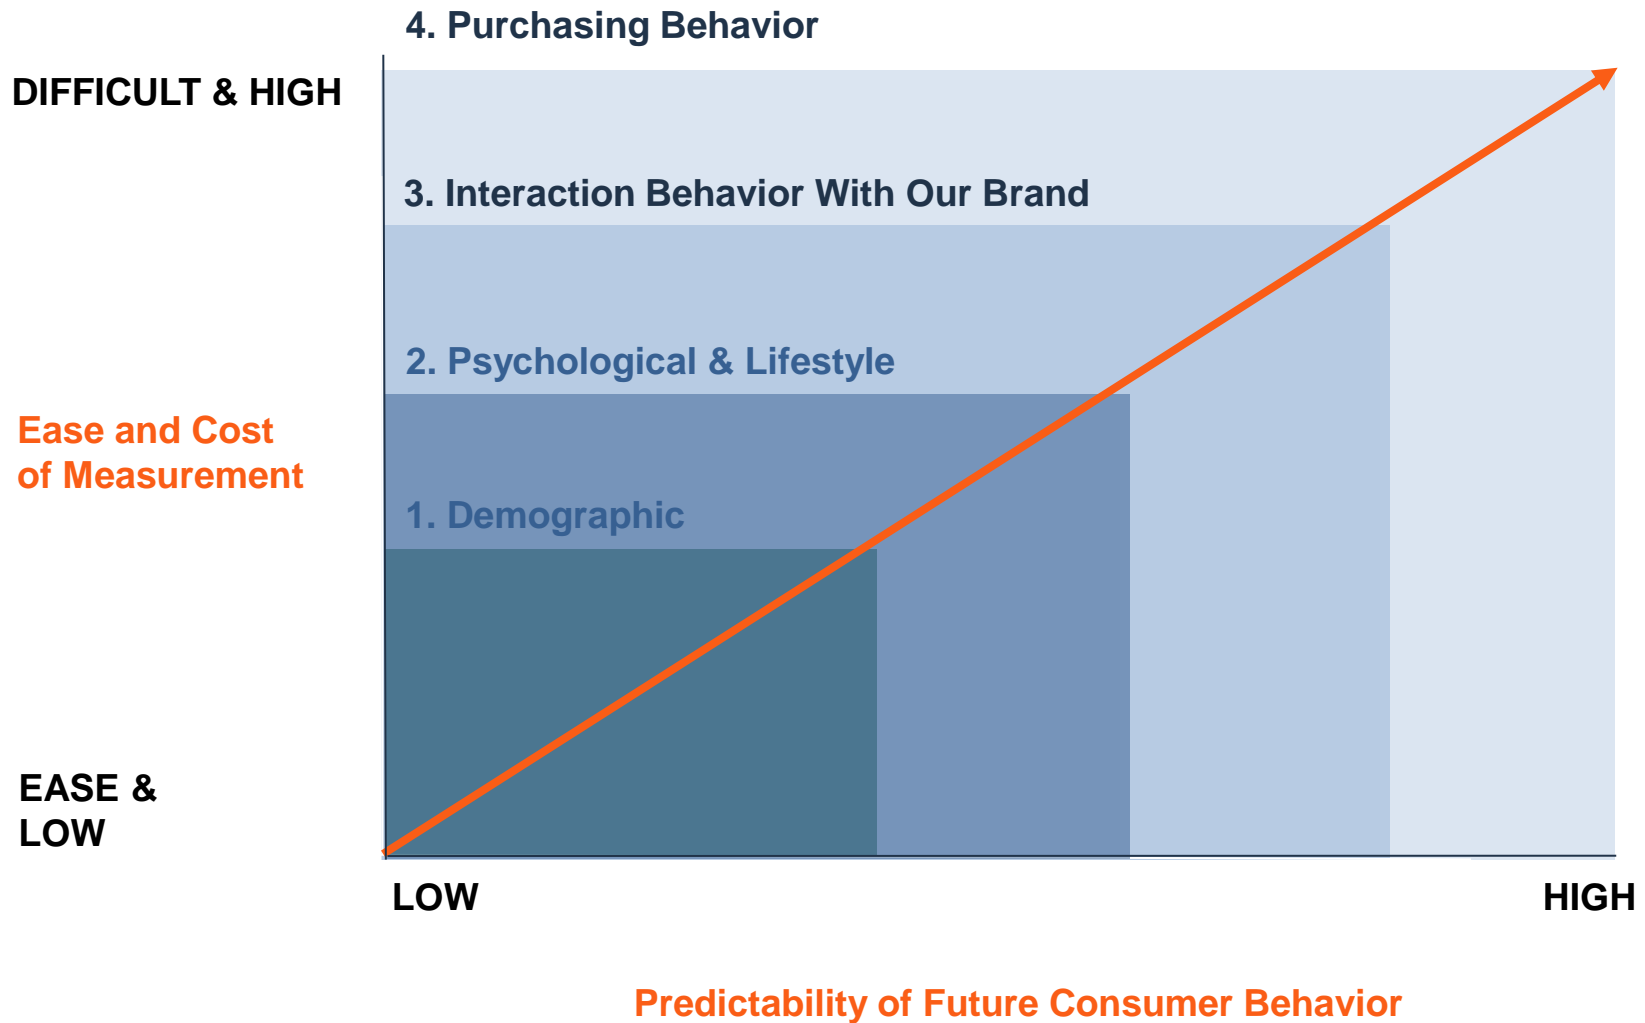 4. Purchasing Behavior
DIFFICULT & HIGH
3. Interaction Behavior With Our Brand
2. Psychological & Lifestyle
Ease and Cost
of Measurement
1. Demographic
EASE &
LOW
LOW
HIGH
Predictability of Future Consumer Behavior